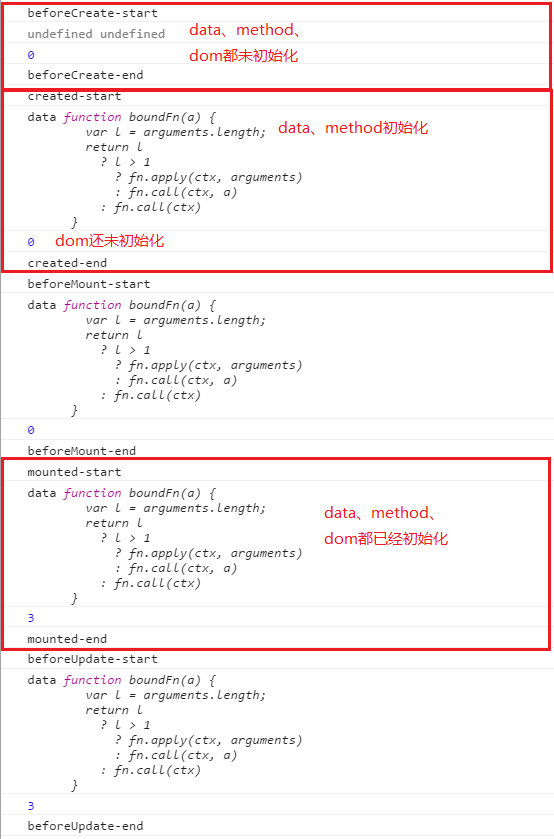 beforeCreate-start
undefined undefined
data、method、
dom都未初始化
0
beforeCreate-end
created-start
data function boundFn(a) {
var l = arguments.length;
data、method初始化
return l
? l > 1
? fn.apply(ctx, arguments)
: fn.call(ctx, a)
: fn.call(ctx)
}
0
dom还未初始化
created-end
beforeMount-start
data function boundFn(a) {
var l = arguments.length;
return l
? l > 1
? fn.apply(ctx, arguments)
: fn.call(ctx, a)
: fn.call(ctx)
}
0
beforeMount-end
mounted-start
data function boundFn(a) {
var l = arguments.length;
return l
? l > 1
? fn.apply(ctx, arguments)
: fn.call(ctx, a)
: fn.call(ctx)
}
data、method、
dom都已经初始化
3
mounted-end
beforeUpdate-start
data function boundFn(a) {
var l = arguments.length;
return l
? l > 1
? fn.apply(ctx, arguments)
: fn.call(ctx, a)
: fn.call(ctx)
}
3
beforeUpdate-end